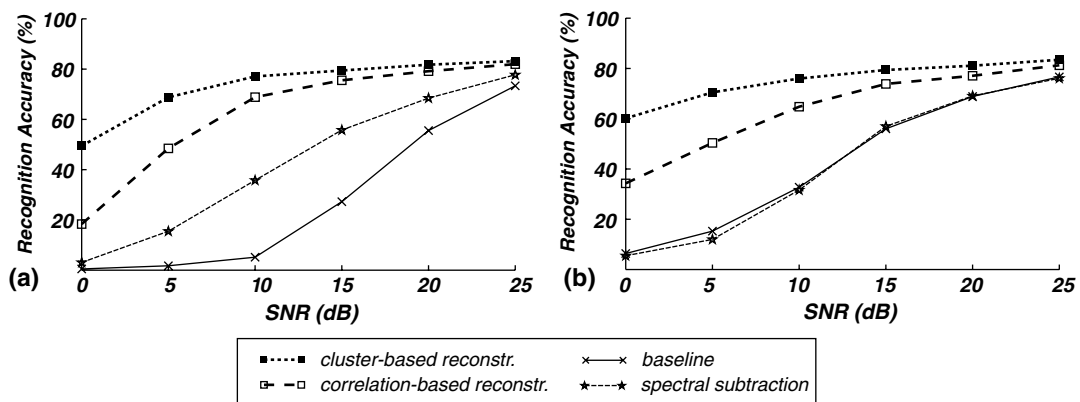 100
80
60
40
20
Recognition Accuracy (%)
(a)
0 5 10 15 20 25
SNR (dB)
100
80
60
40
20
Recognition Accuracy (%)
(b)
0 5 10 15 20 25
SNR (dB)
cluster-based reconstr.
correlation-based reconstr.
baseline
spectral subtraction